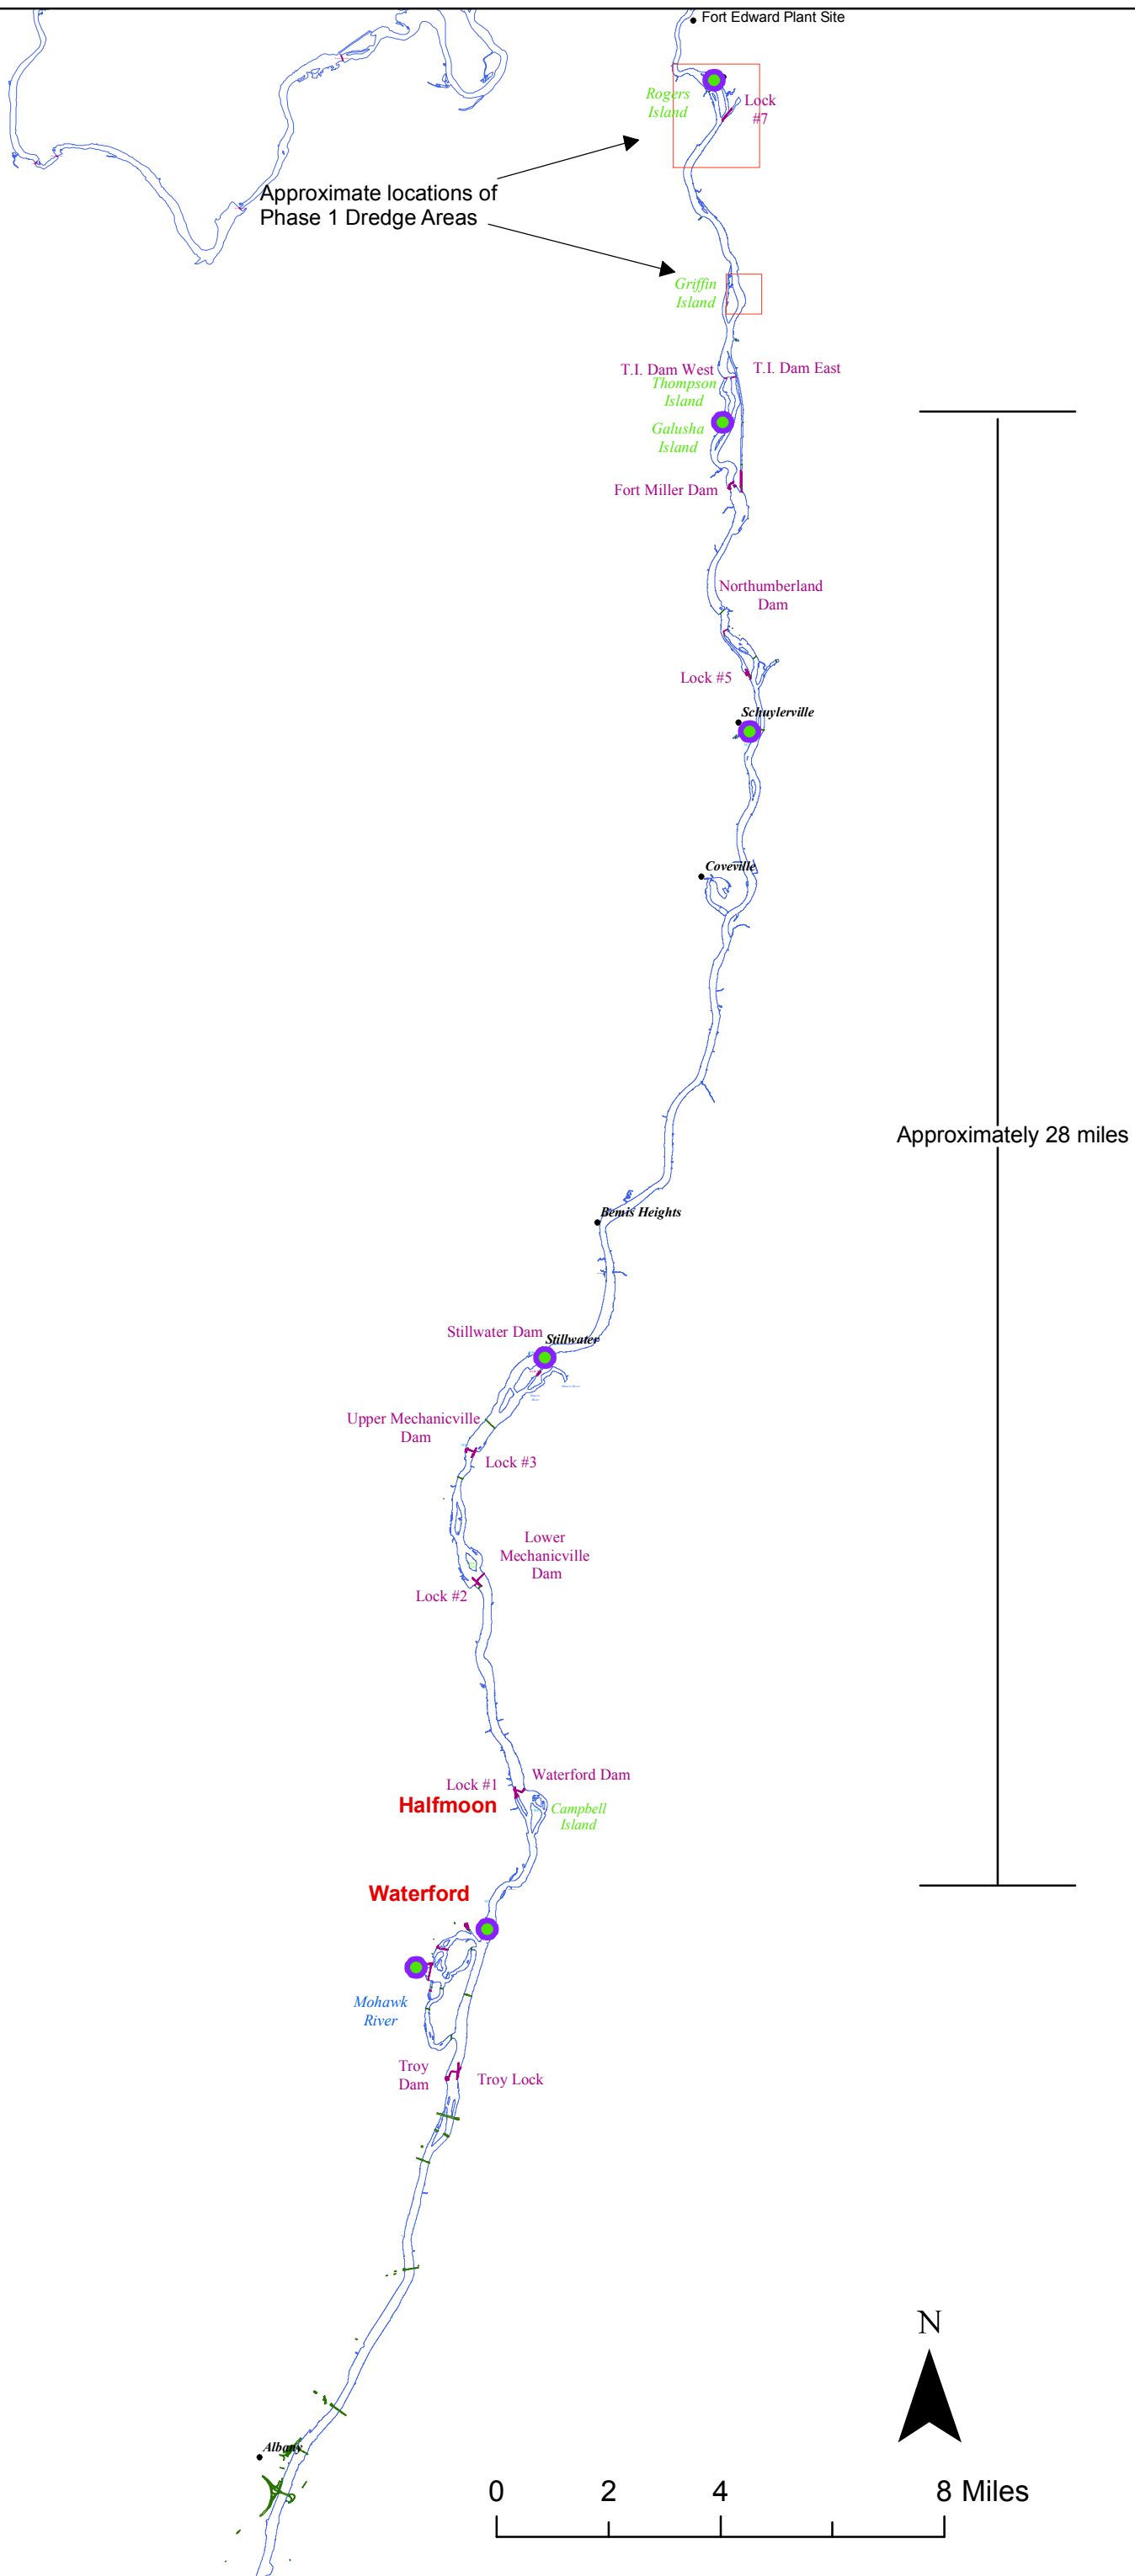 Fort Edward Plant Site
Rogers
Island
Lock
#7
Approximate locations of
Phase 1 Dredge Areas
Griffin
Island
T.I. Dam West
T.I. Dam East
Thompson
Island
Galusha
Island
Fort Miller Dam
Northumberland
Dam
Lock #5
Schuylerville
Coveville
Approximately 28 miles
Bemis Heights
Stillwater Dam
Stillwater
Upper Mechanicville
Dam
Lock #3
Lower
Mechanicville
Dam
Lock #2
Waterford Dam
Lock #1
Halfmoon
Campbell
Island
Waterford
Mohawk
River
Troy
Dam
Troy Lock
N
Albany
0 2 4 8 Miles